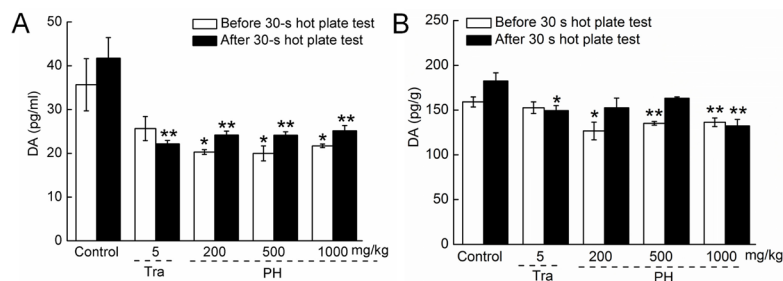 A
Before 30-s hot plate test
After 30-s hot plate test
DA (pg/ml)
50
40
30
20
10
0
** * ** * ** * **
Control 5 200 500 1000 mg/kg
Tra PH
B
Before 30 s hot plate test
After 30 s hot plate test
DA (pg/g)
250
200
150
100
50
0
* * ** ** **
Control 5 200 500 1000 mg/kg
Tra PH